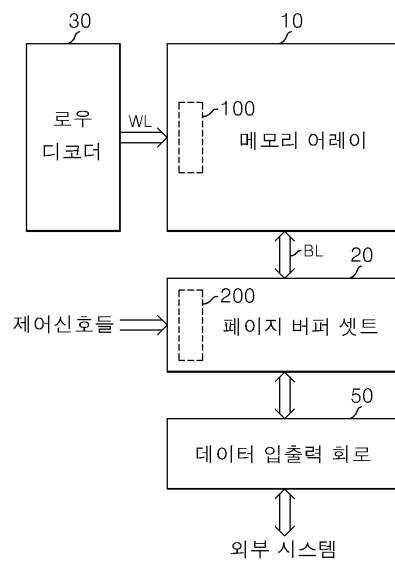 30
10
로우
디코더
WL
100
메모리 어레이
BL
20
200
제어신호들
페이지 버퍼 셋트
50
데이터 입출력 회로
외부 시스템